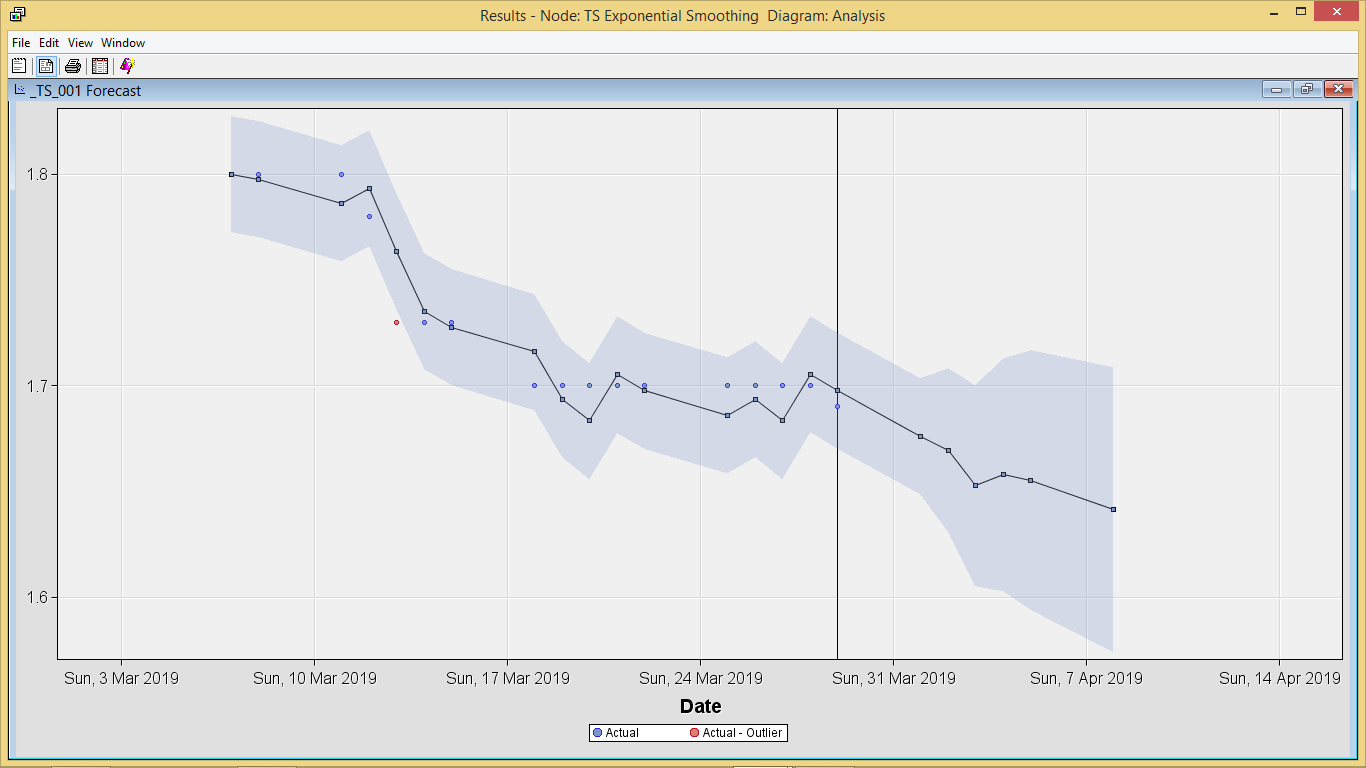 Results - Node: TS Exponential Smoothing  Diagram: Analysis
File Edit View Window
_TS_001 Forecast
1.8
1.7
1.6
Sun, 3 Mar 2019 Sun, 10 Mar 2019 Sun, 17 Mar 2019 Sun, 24 Mar 2019 Sun, 31 Mar 2019 Sun, 7 Apr 2019 Sun, 14 Apr 2019
Date
Actual Actual - Outlier